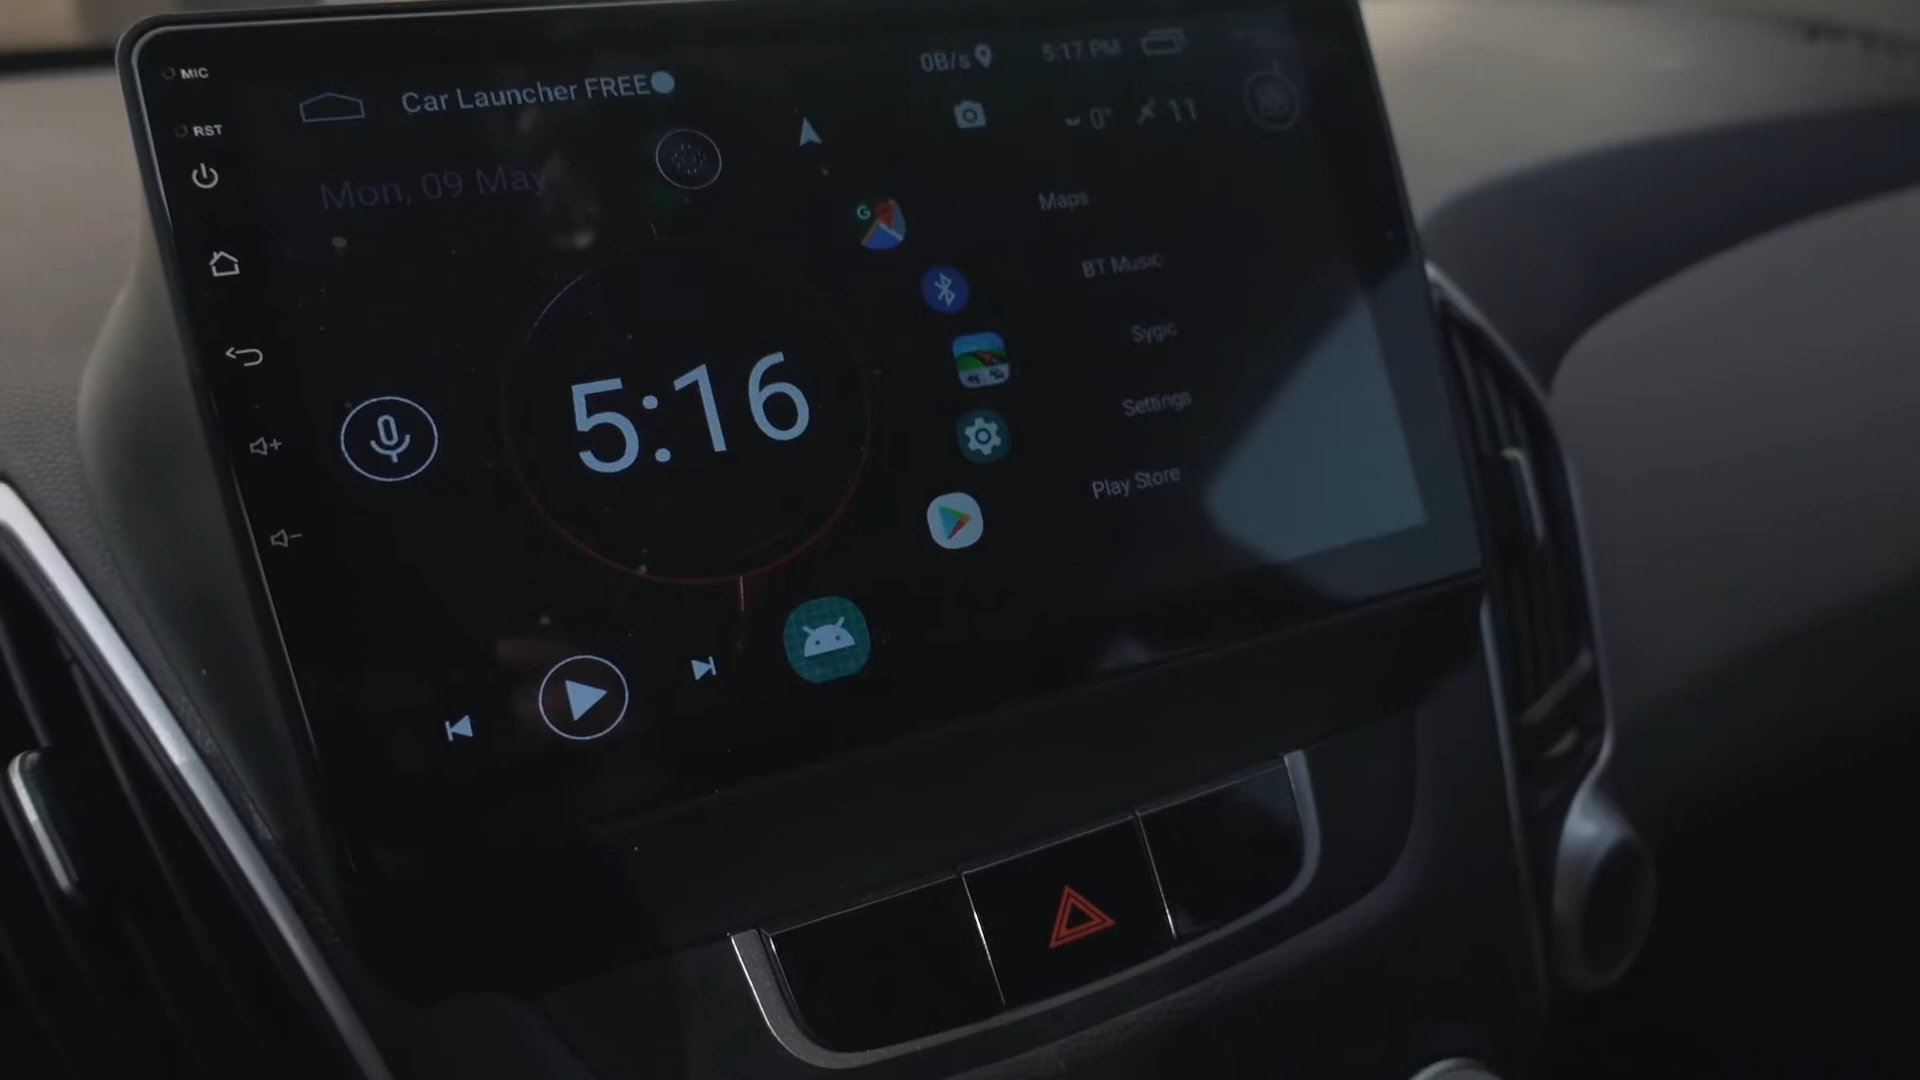 MIC
RST
Car Launcher FREE
0B/s
5:17 PM
0°
11
Mon, 09 May
5:16
G
Maps
BT Music
Sygic
Settings
Play Store